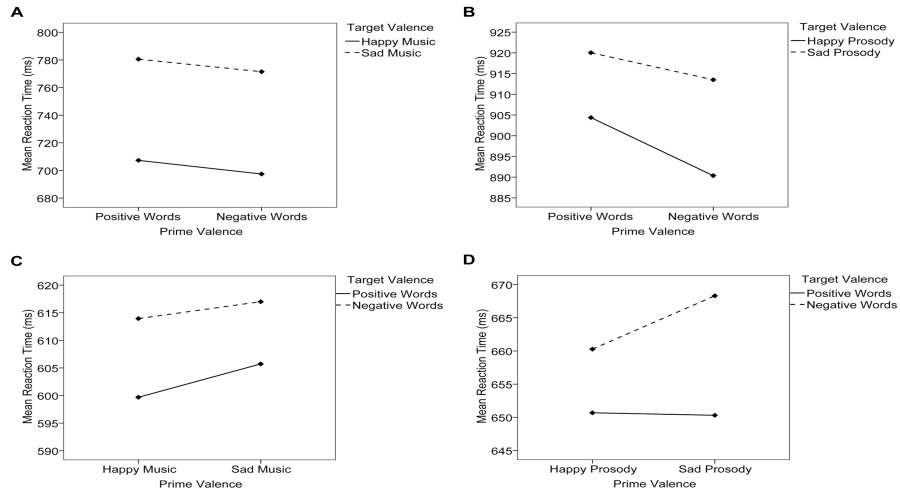 A
Target Valence
Happy Music
Sad Music
800
780
760
740
720
700
680
Mean Reaction Time (ms)
Positive Words Negative Words
Prime Valence
B
Target Valence
Happy Prosody
Sad Prosody
925
920
915
910
905
900
895
890
885
Mean Reaction Time (ms)
Positive Words Negative Words
Prime Valence
C
Target Valence
Positive Words
Negative Words
620
615
610
605
600
595
590
Mean Reaction Time (ms)
Happy Music Sad Music
Prime Valence
D
Target Valence
Positive Words
Negative Words
670
665
660
655
650
645
Mean Reaction Time (ms)
Happy Prosody Sad Prosody
Prime Valence